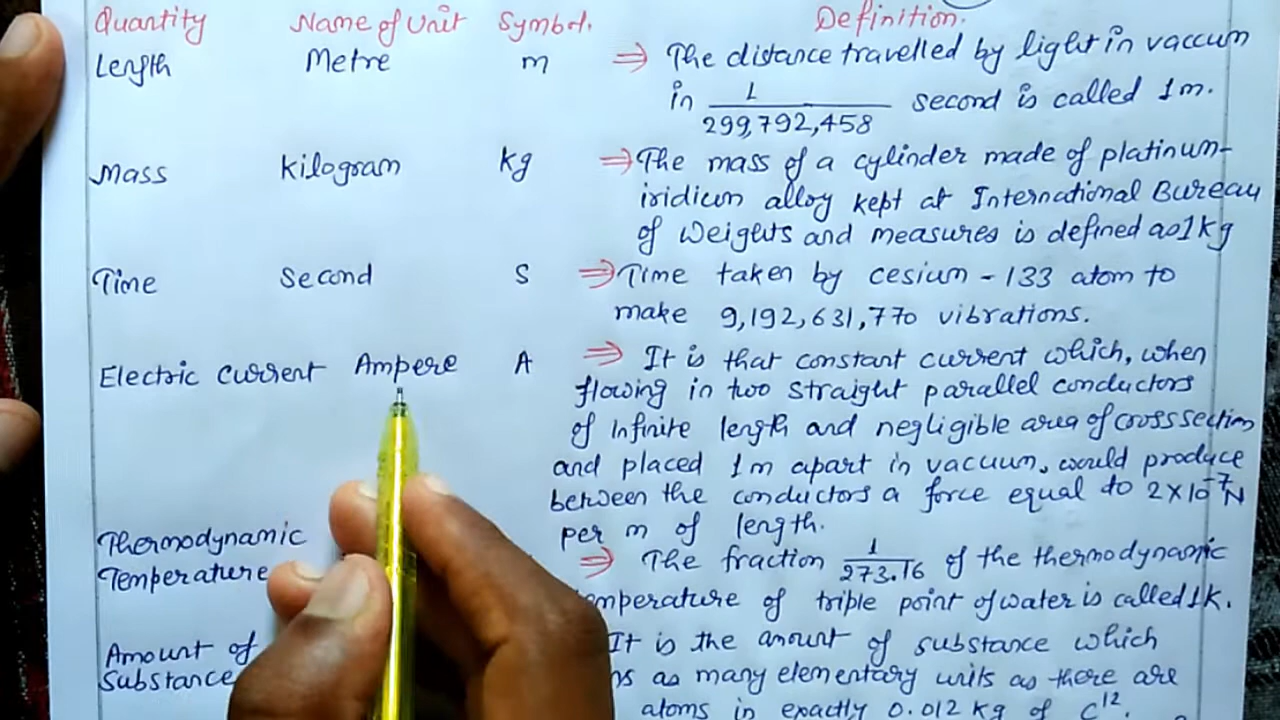 Quantity Name of Unit Symbol. Definition.
Length Metre m ⇒ The distance travelled by light in vaccum
in 1/299,792,458 second is called 1m.
Mass Kilogram Kg ⇒ The mass of a cylinder made of platinum-
iridium alloy kept at International Bureau
of Weights and measures is defined as 1kg
Time Second S ⇒ Time taken by cesium - 133 atom to
make 9,192,631,770 vibrations.
Electric Current Ampere A ⇒ It is that constant current which, when
flowing in two straight parallel conductors
of Infinite length and negligible area of cross section
and placed 1m apart in vacuum, would produce
between the conductors a force equal to 2×10⁻⁷N
per m of length.
Thermodynamic
Temperature
⇒ The fraction 1/273.16 of the thermodynamic
temperature of triple point of water is called 1K.
Amount of
Substance
It is the amount of substance which
as many elementary units as there are
atoms in exactly 0.012 kg of C¹².